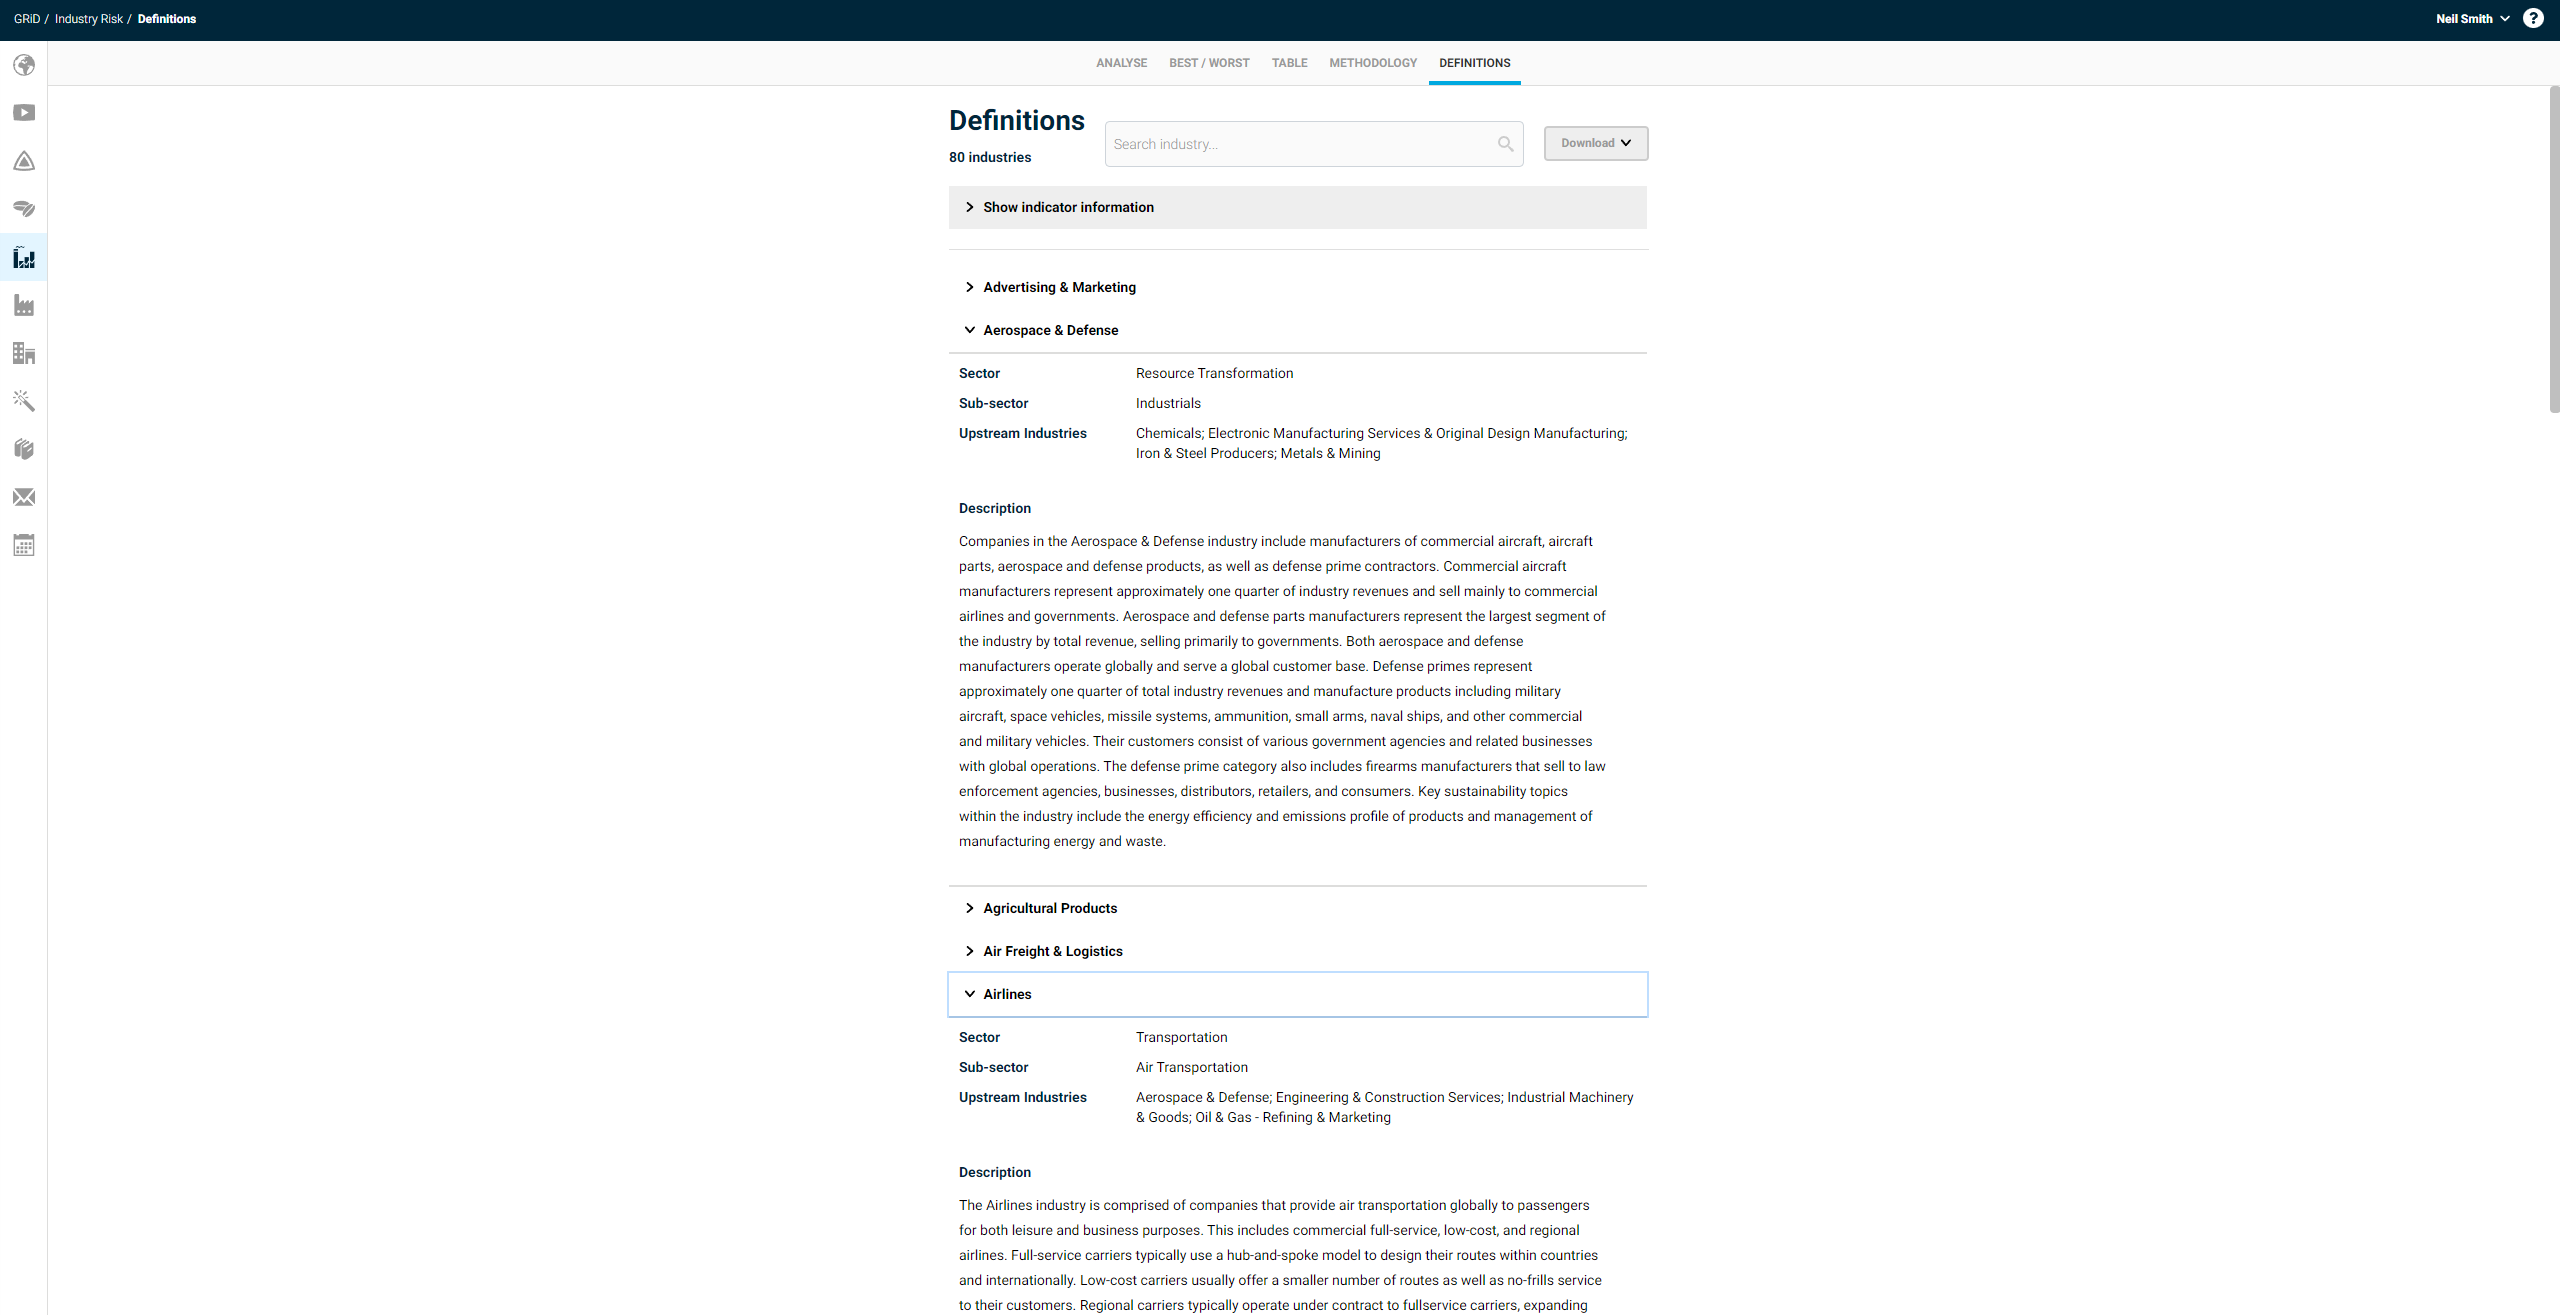 GRiD / Industry Risk / Definitions
Neil Smith
?
ANALYSE BEST / WORST TABLE METHODOLOGY DEFINITIONS
Definitions
80 industries
Search industry...
Download
Show indicator information
Advertising & Marketing
Aerospace & Defense
Sector Resource Transformation
Sub-sector Industrials
Upstream Industries Chemicals; Electronic Manufacturing Services & Original Design Manufacturing;
Iron & Steel Producers; Metals & Mining
Description
Companies in the Aerospace & Defense industry include manufacturers of commercial aircraft, aircraft
parts, aerospace and defense products, as well as defense prime contractors. Commercial aircraft
manufacturers represent approximately one quarter of industry revenues and sell mainly to commercial
airlines and governments. Aerospace and defense parts manufacturers represent the largest segment of
the industry by total revenue, selling primarily to governments. Both aerospace and defense
manufacturers operate globally and serve a global customer base. Defense primes represent
approximately one quarter of total industry revenues and manufacture products including military
aircraft, space vehicles, missile systems, ammunition, small arms, naval ships, and other commercial
and military vehicles. Their customers consist of various government agencies and related businesses
with global operations. The defense prime category also includes firearms manufacturers that sell to law
enforcement agencies, businesses, distributors, retailers, and consumers. Key sustainability topics
within the industry include the energy efficiency and emissions profile of products and management of
manufacturing energy and waste.
Agricultural Products
Air Freight & Logistics
Airlines
Sector Transportation
Sub-sector Air Transportation
Upstream Industries Aerospace & Defense; Engineering & Construction Services; Industrial Machinery
& Goods; Oil & Gas - Refining & Marketing
Description
The Airlines industry is comprised of companies that provide air transportation globally to passengers
for both leisure and business purposes. This includes commercial full-service, low-cost, and regional
airlines. Full-service carriers typically use a hub-and-spoke model to design their routes within countries
and internationally. Low-cost carriers usually offer a smaller number of routes as well as no-frills service
to their customers. Regional carriers typically operate under contract to fullservice carriers, expanding